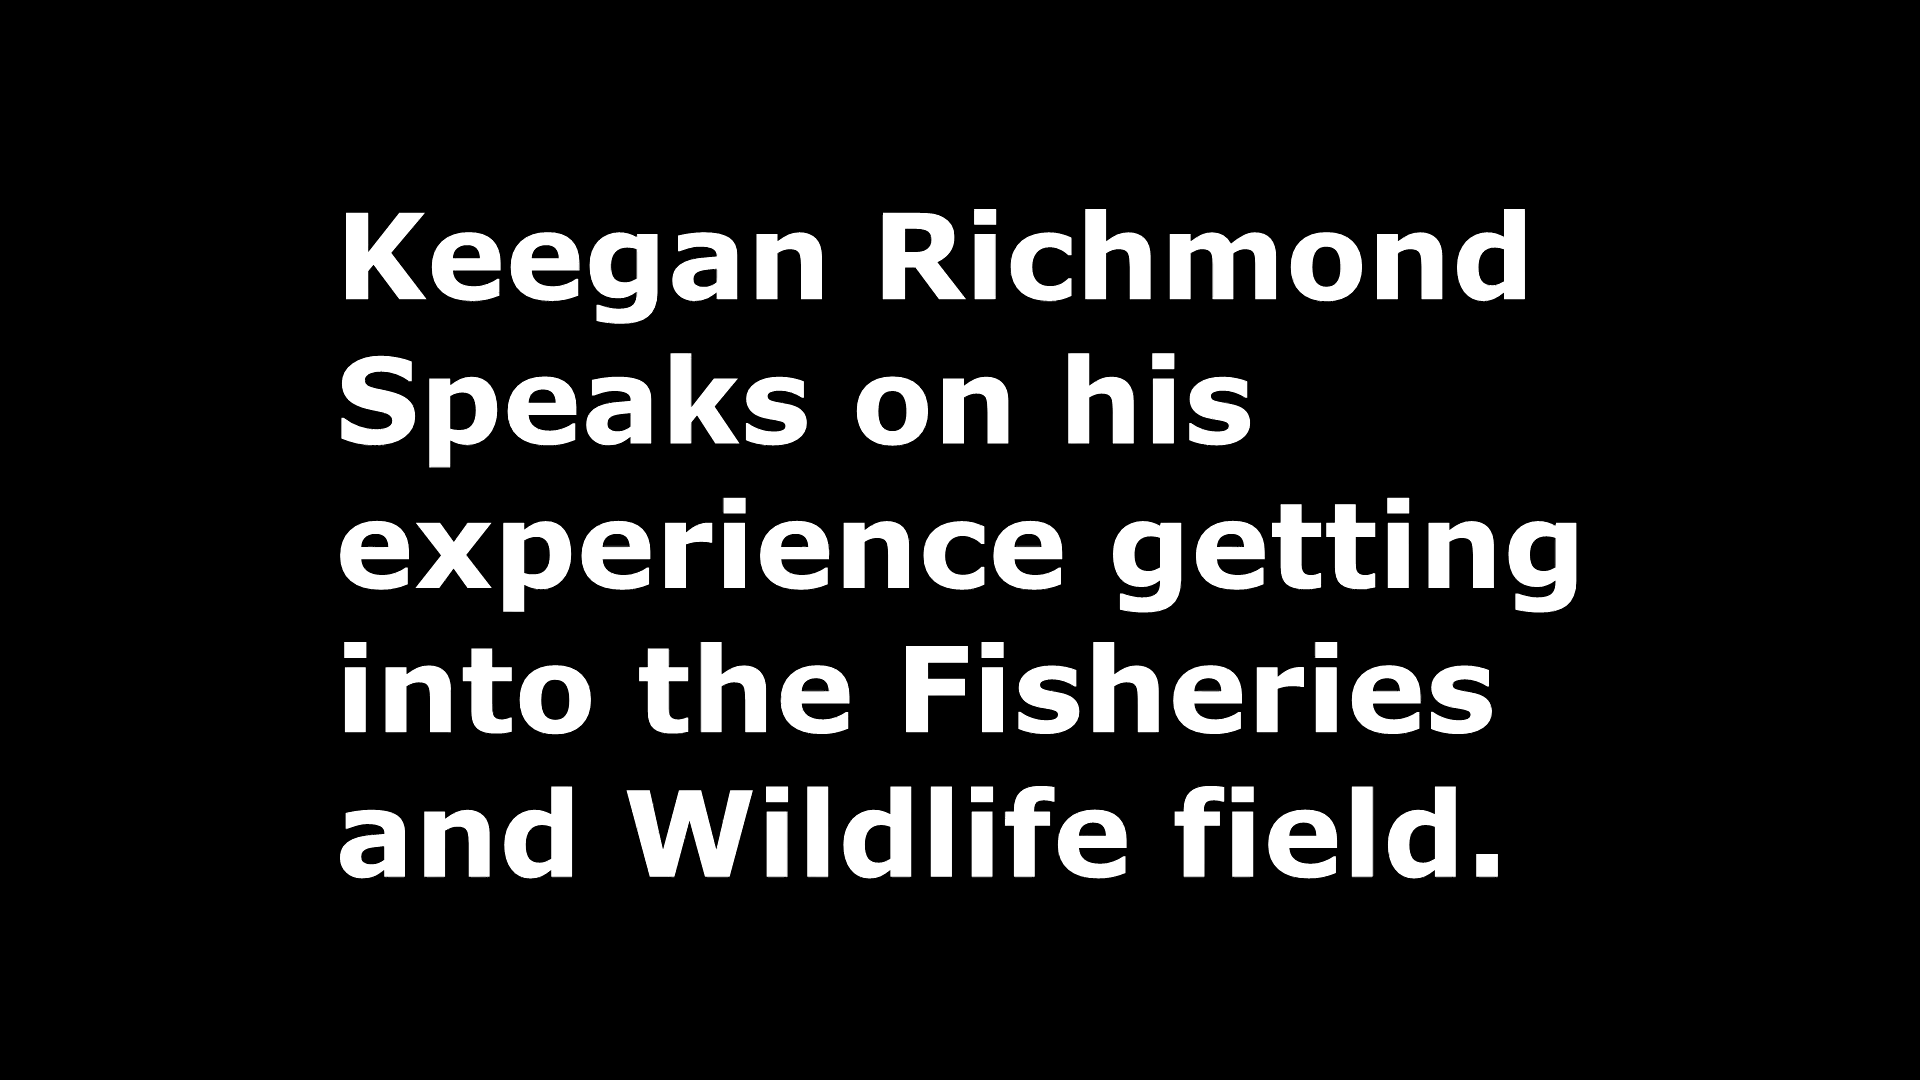 Keegan Richmond
Speaks on his
experience getting
into the Fisheries
and Wildlife field.